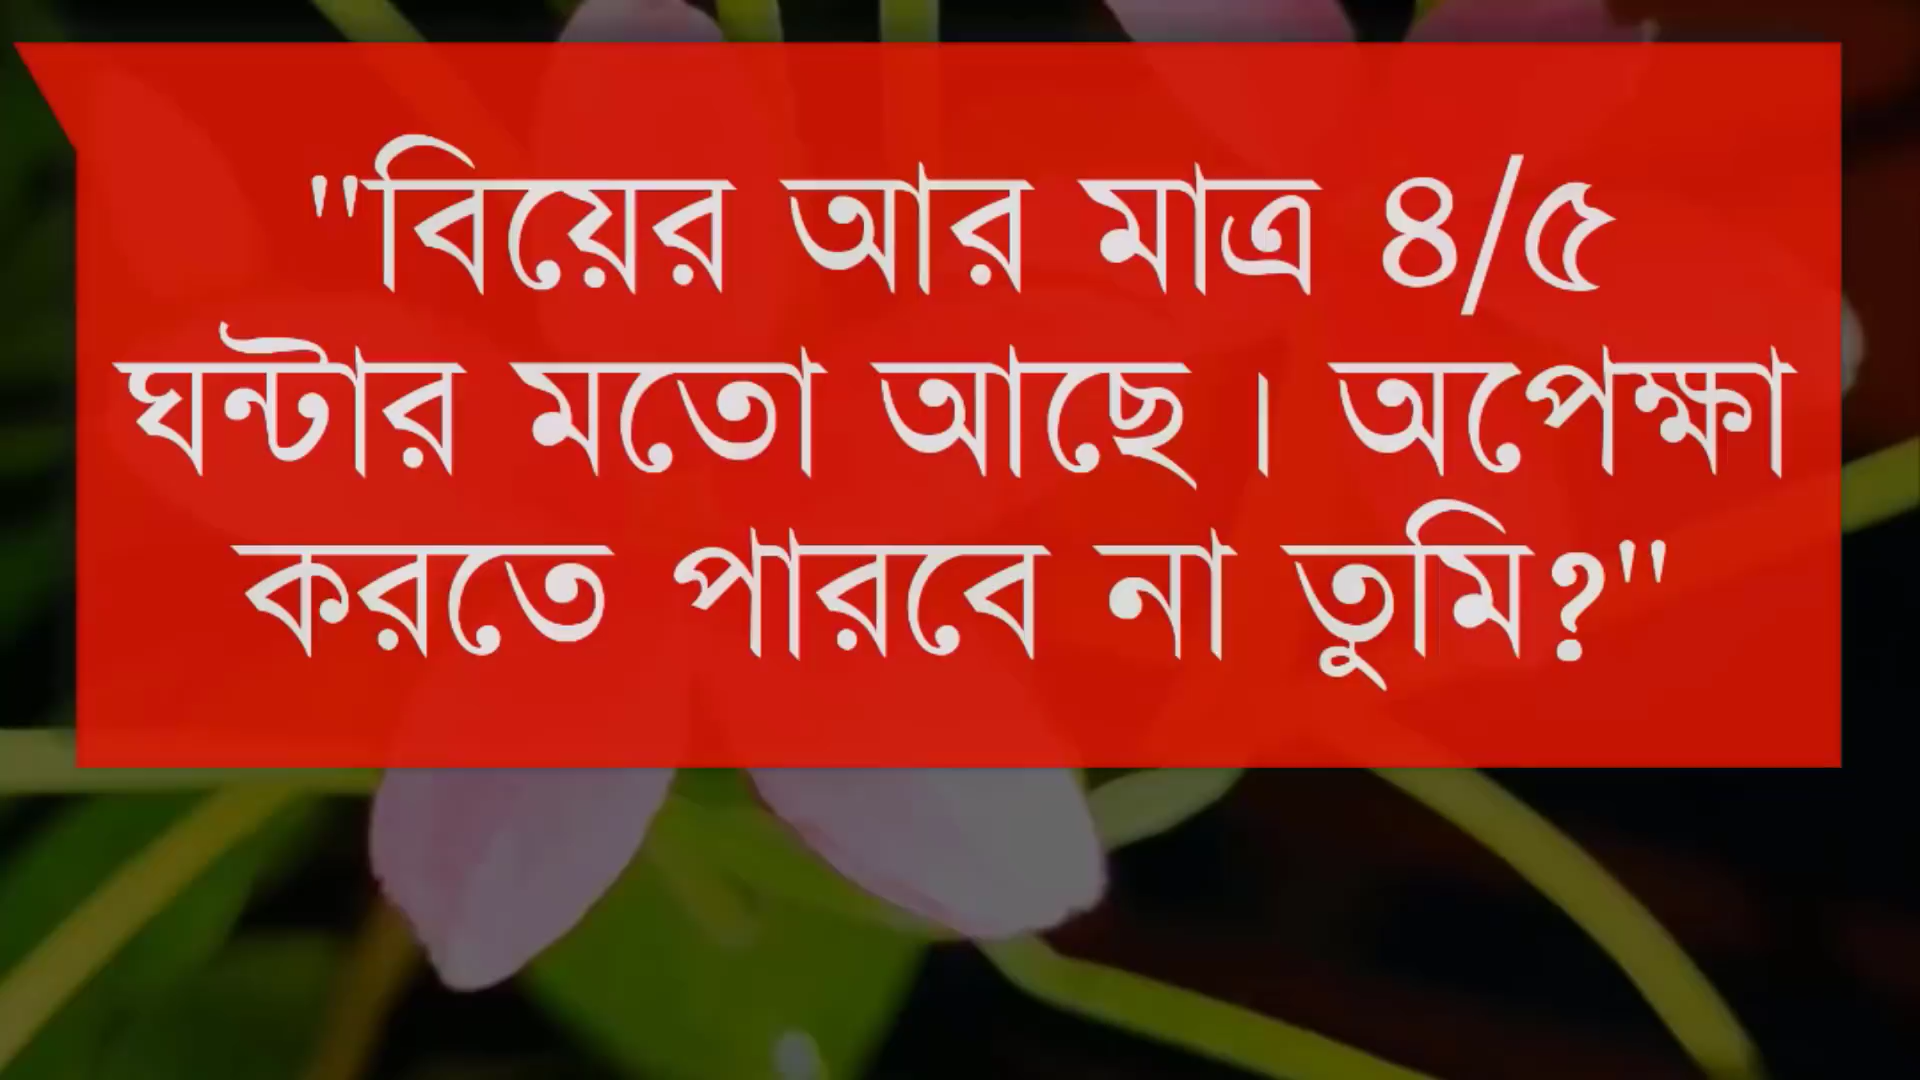 "বিয়ের আর মাত্র ৪/৫
ঘন্টার মতো আছে। অপেক্ষা
করতে পারবে না তুমি?"